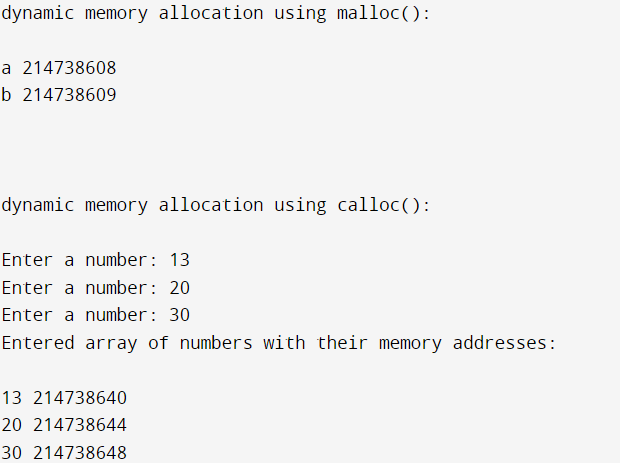 dynamic memory allocation using malloc():
a 214738608
b 214738609
dynamic memory allocation using calloc():
Enter a number: 13
Enter a number: 20
Enter a number: 30
Entered array of numbers with their memory addresses:
13 214738640
20 214738644
30 214738648